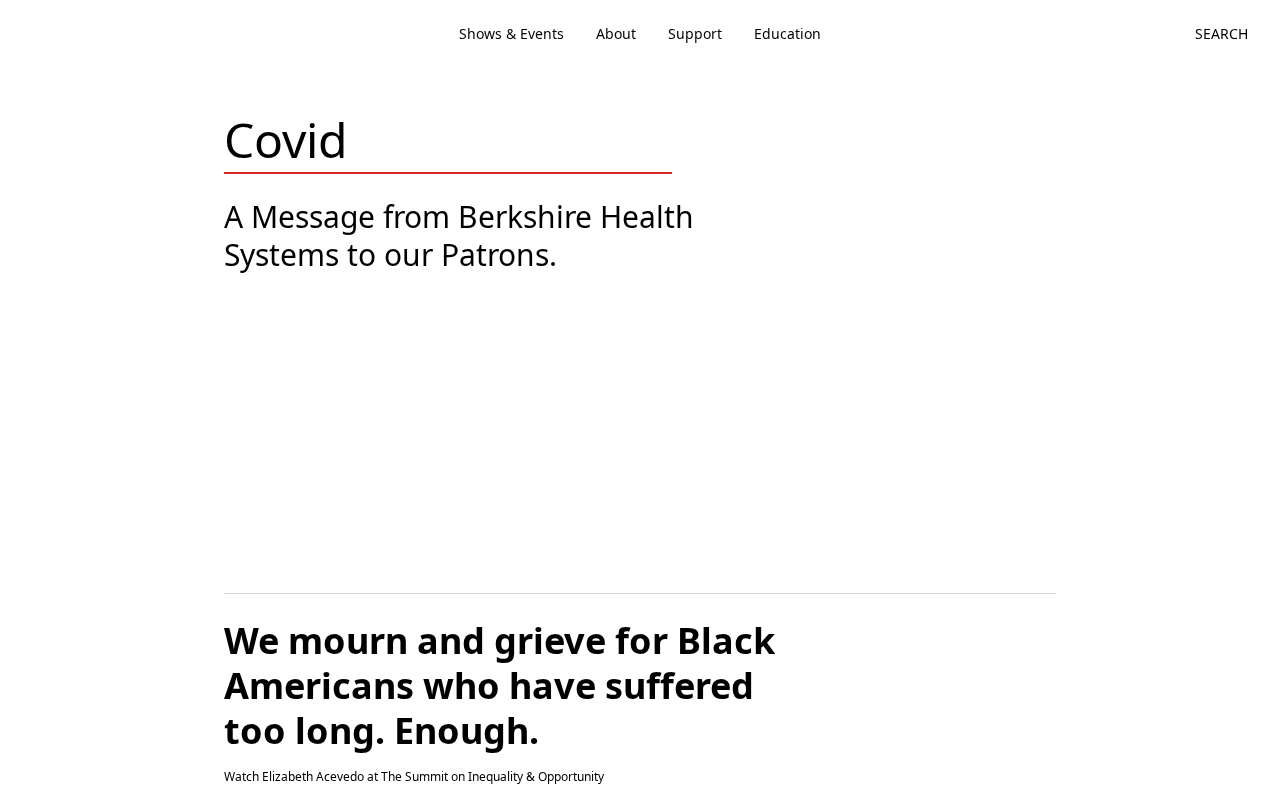 Shows & Events About Support Education SEARCH
Covid
A Message from Berkshire Health
Systems to our Patrons.
We mourn and grieve for Black
Americans who have suffered
too long. Enough.
Watch Elizabeth Acevedo at The Summit on Inequality & Opportunity